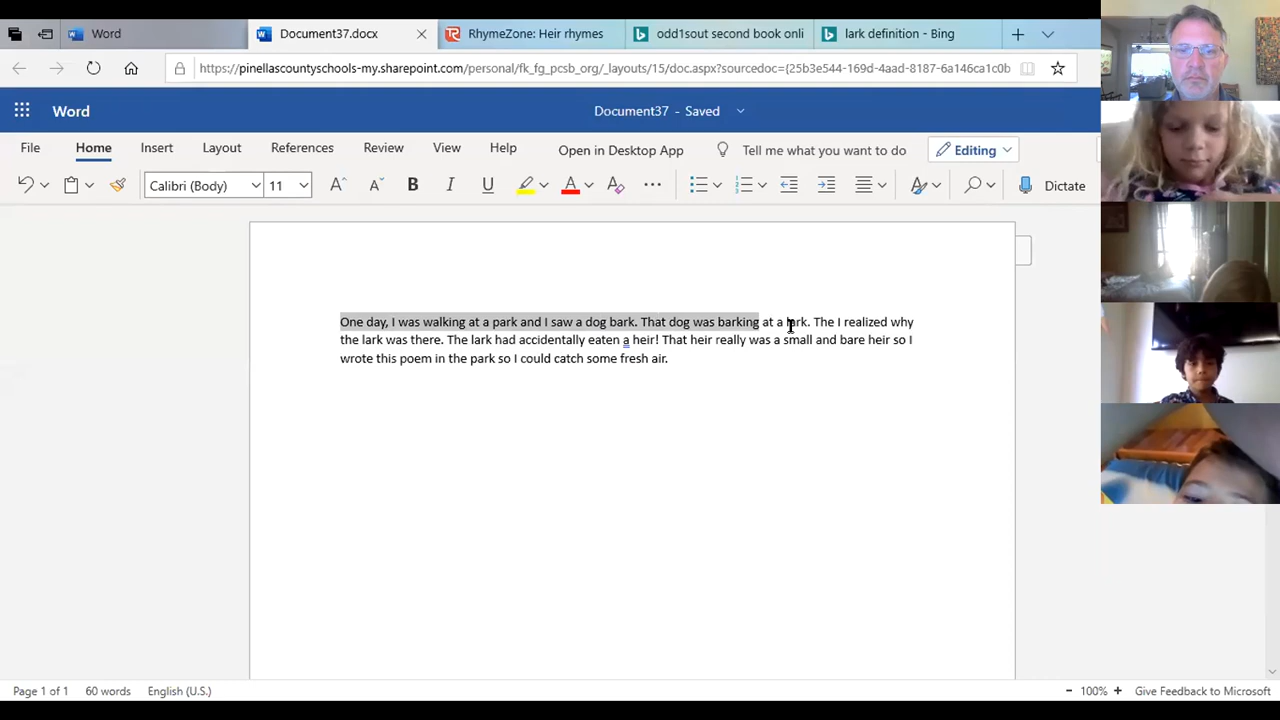 Word
Document37.docx
RhymeZone: Heir rhymes
odd1sout second book onli
lark definition - Bing
https://pinellascountyschools-my.sharepoint.com/personal/fk_fg_pcsb_org/_layouts/15/doc.aspx?sourcedoc={25b3e544-169d-4aad-8187-6a146ca1c0b
Word
Document37 - Saved
File Home Insert Layout References Review View Help Open in Desktop App Tell me what you want to do Editing
Calibri (Body) 11 Dictate
One day, I was walking at a park and I saw a dog bark. That dog was barking at a lark. The I realized why
the lark was there. The lark had accidentally eaten a heir! That heir really was a small and bare heir so I
wrote this poem in the park so I could catch some fresh air.
Page 1 of 1 60 words English (U.S.) 100% Give Feedback to Microsoft